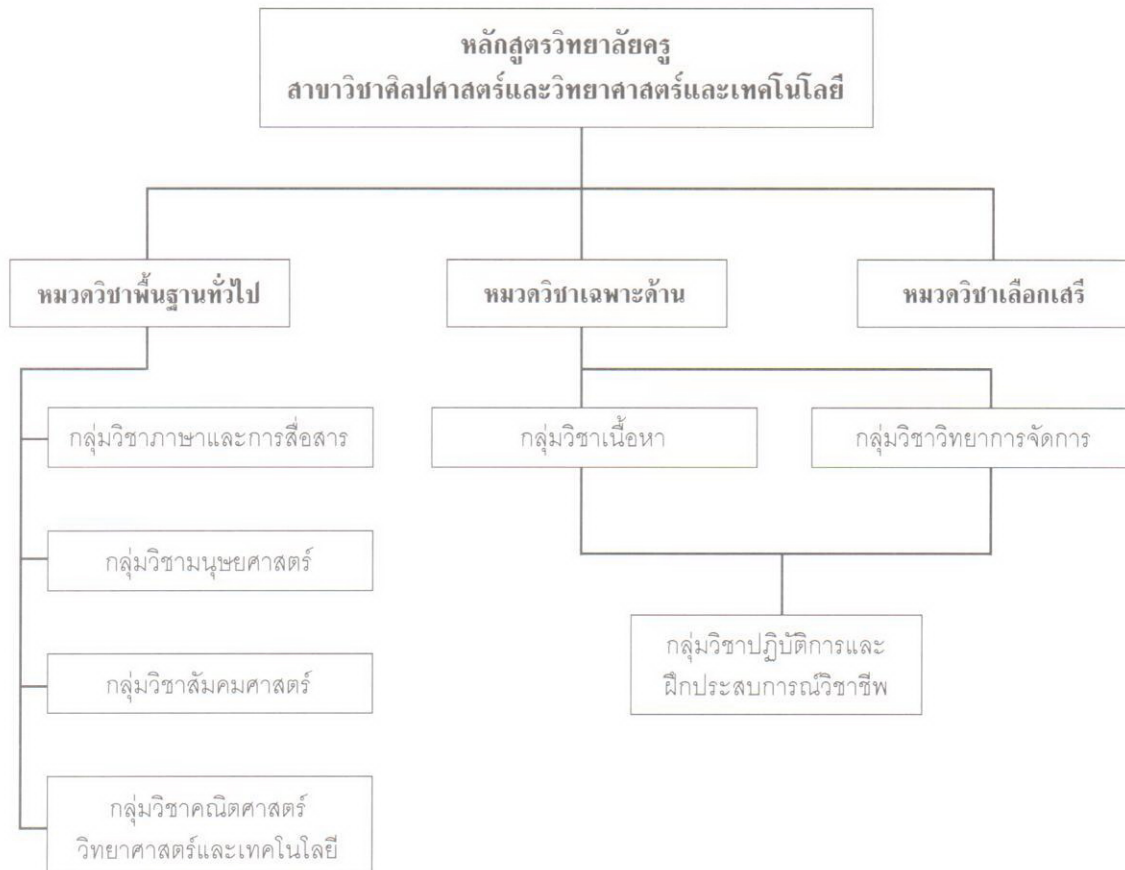 หลักสูตรวิทยาลัยครู
สาขาวิชาศิลปศาสตร์และวิทยาศาสตร์และเทคโนโลยี
หมวดวิชาพื้นฐานทั่วไป
หมวดวิชาเฉพาะด้าน
หมวดวิชาเลือกเสรี
กลุ่มวิชาภาษาและการสื่อสาร
กลุ่มวิชาเนื้อหา
กลุ่มวิชาวิทยาการจัดการ
กลุ่มวิชามนุษยศาสตร์
กลุ่มวิชาปฏิบัติการและ
ฝึกประสบการณ์วิชาชีพ
กลุ่มวิชาสัมคมศาสตร์
กลุ่มวิชาคณิตศาสตร์
วิทยาศาสตร์และเทคโนโลยี